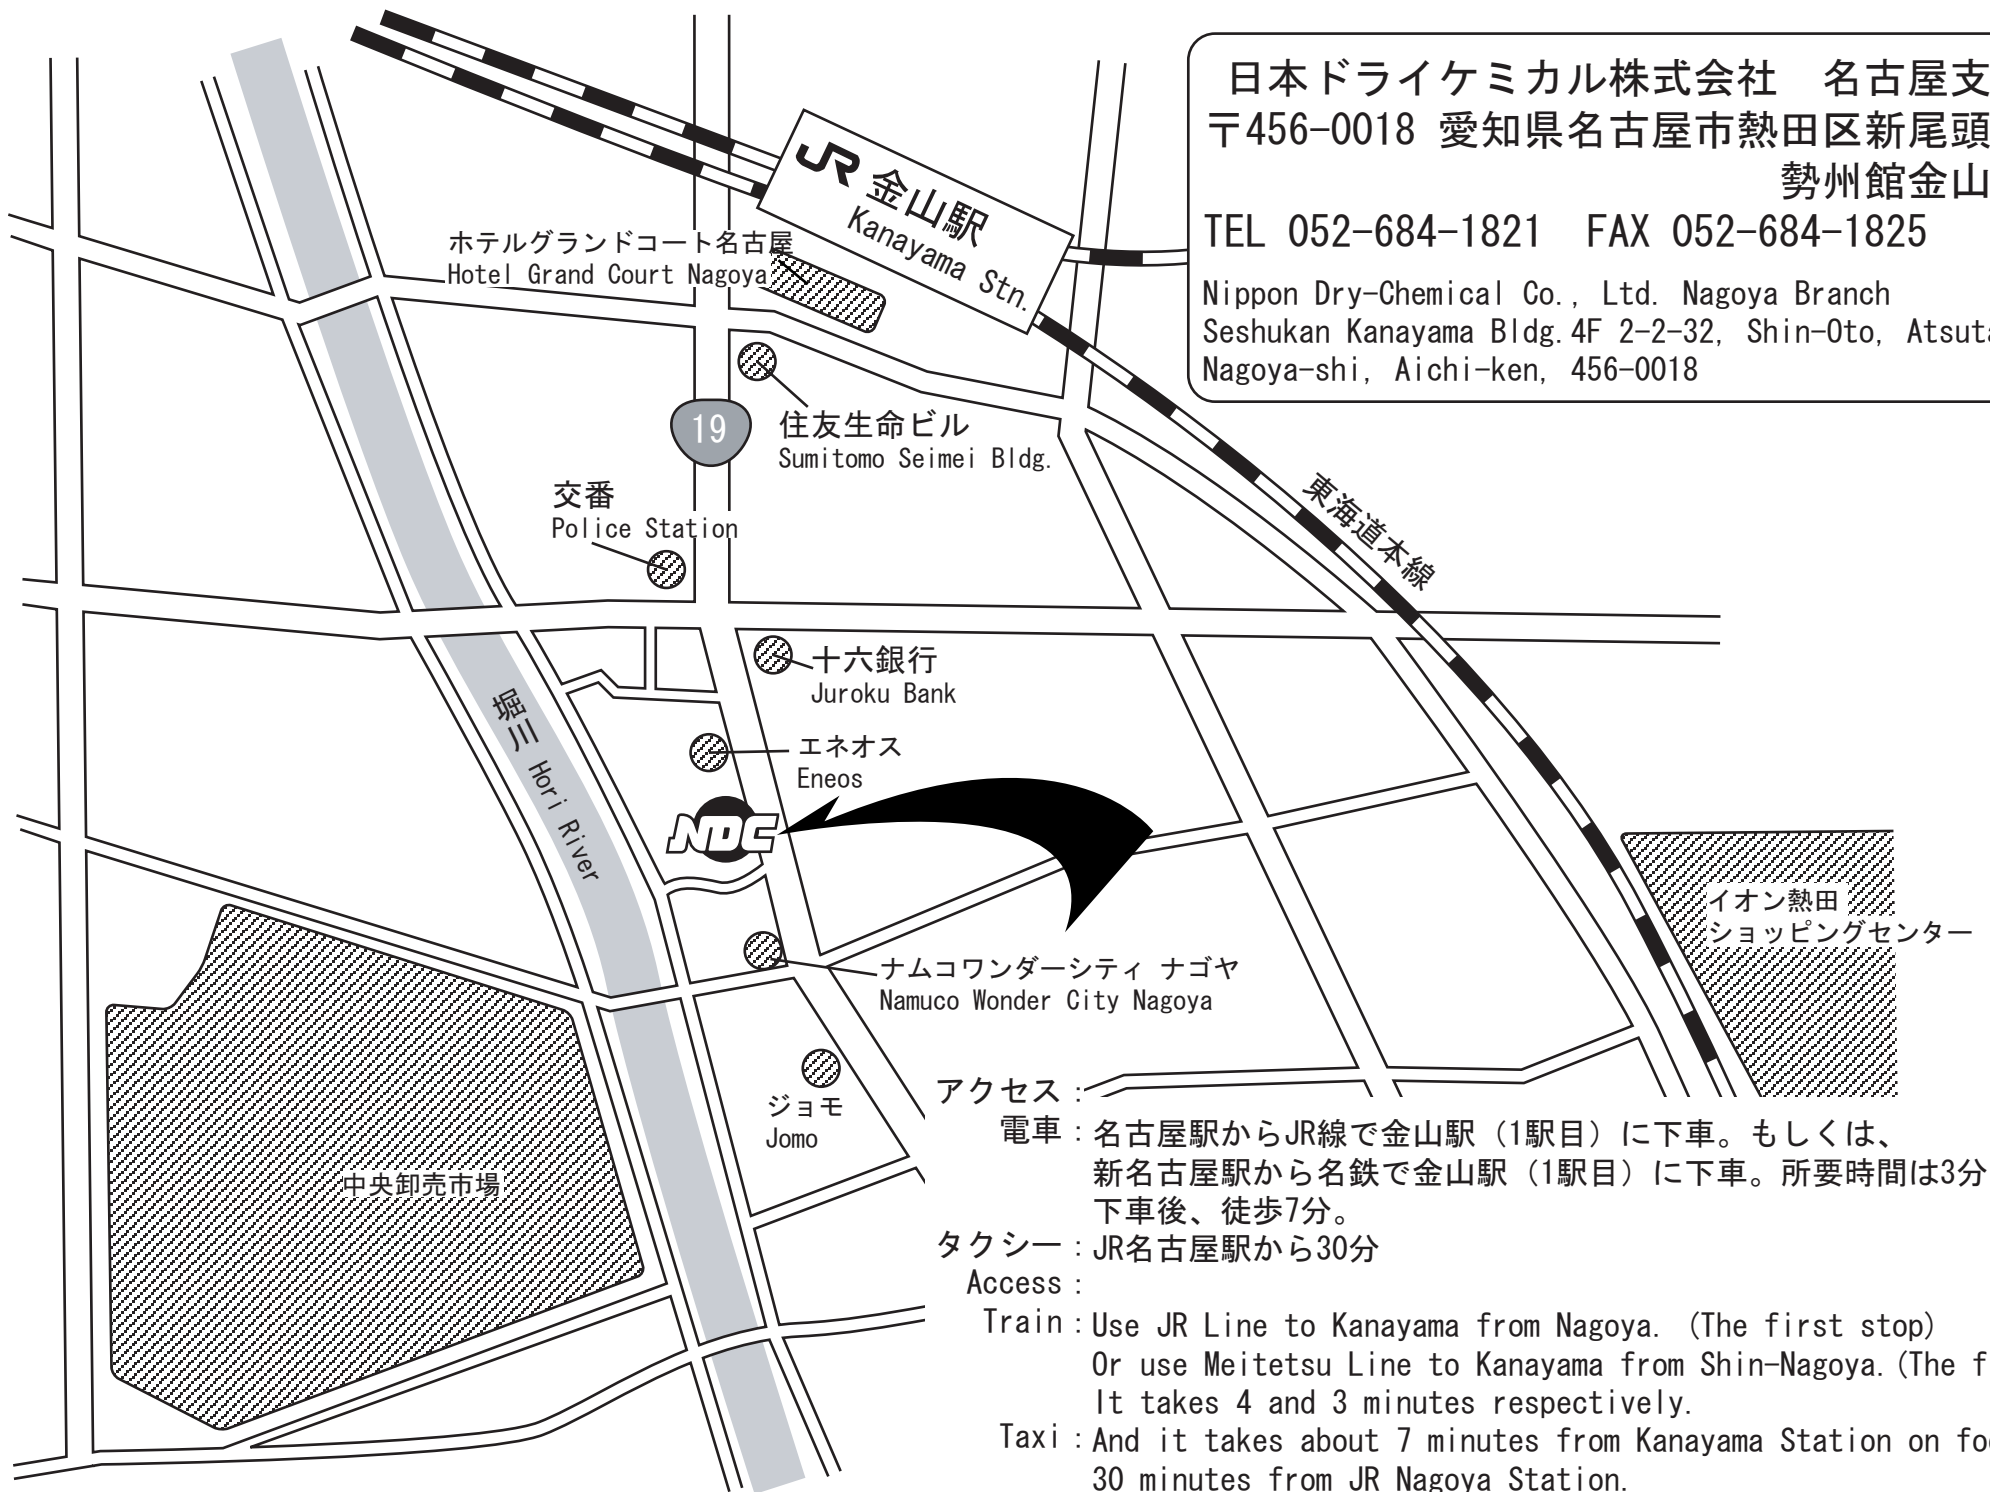 日本ドライケミカル株式会社　名古屋支
〒456-0018 愛知県名古屋市熱田区新尾頭
勢州館金山
TEL 052-684-1821　FAX 052-684-1825
Nippon Dry-Chemical Co., Ltd. Nagoya Branch
Seshukan Kanayama Bldg.4F 2-2-32, Shin-Oto, Atsuta
Nagoya-shi, Aichi-ken, 456-0018
JR 金山駅
Kanayama Stn.
ホテルグランドコート名古屋
Hotel Grand Court Nagoya
19
住友生命ビル
Sumitomo Seimei Bldg.
交番
Police Station
東海道本線
十六銀行
Juroku Bank
堀川 Hori River
エネオス
Eneos
NDC
イオン熱田
ショッピングセンター
ナムコワンダーシティ ナゴヤ
Namuco Wonder City Nagoya
ジョモ
Jomo
中央卸売市場
アクセス：
電車：名古屋駅からJR線で金山駅（1駅目）に下車。もしくは、
新名古屋駅から名鉄で金山駅（1駅目）に下車。所要時間は3分
下車後、徒歩7分。
タクシー：JR名古屋駅から30分
Access：
Train：Use JR Line to Kanayama from Nagoya. (The first stop)
Or use Meitetsu Line to Kanayama from Shin-Nagoya.(The f
It takes 4 and 3 minutes respectively.
Taxi：And it takes about 7 minutes from Kanayama Station on foo
30 minutes from JR Nagoya Station.